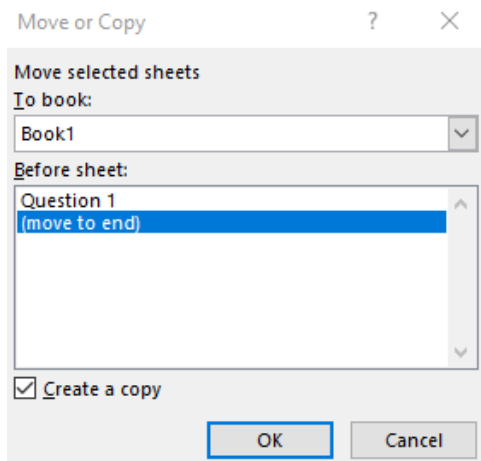 Move or Copy ? ×
Move selected sheets
To book:
Book1
Before sheet:
Question 1
(move to end)
Create a copy
OK Cancel